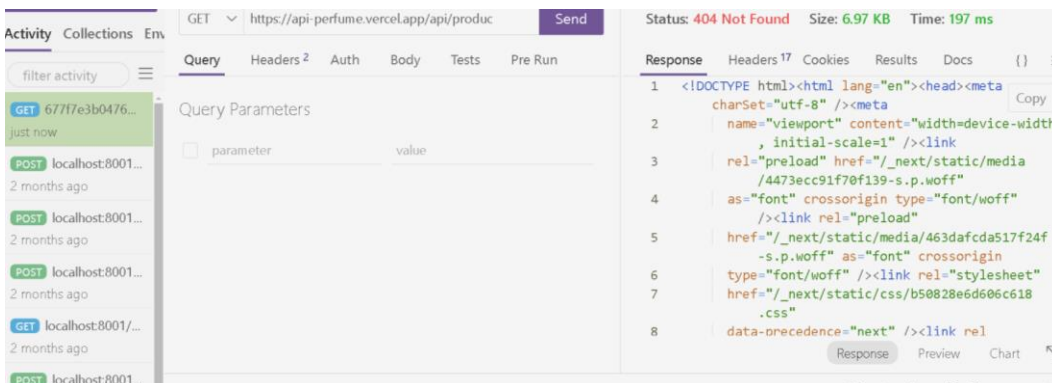 GET https://api-perfume.vercel.app/api/produc Send
Status: 404 Not Found Size: 6.97 KB Time: 197 ms
Activity Collections Env
Query Headers 2 Auth Body Tests Pre Run
Response Headers 17 Cookies Results Docs {}
filter activity
Query Parameters
parameter value
GET 677f7e3b0476...
just now
POST localhost:8001...
2 months ago
POST localhost:8001...
2 months ago
POST localhost:8001...
2 months ago
GET localhost:8001/...
2 months ago
POST localhost:8001
1 <!DOCTYPE html><html lang="en"><head><meta
charSet="utf-8" /><meta
Copy
2 name="viewport" content="width=device-width
, initial-scale=1" /><link
3 rel="preload" href="/_next/static/media
/4473ecc91f70f139-s.p.woff"
4 as="font" crossorigin type="font/woff"
/><link rel="preload"
5 href="/_next/static/media/463dafcda517f24f
-s.p.woff" as="font" crossorigin
6 type="font/woff" /><link rel="stylesheet"
7 href="/_next/static/css/b50828e6d606c618
.css"
8 data-precedence="next" /><link rel
Response Preview Chart